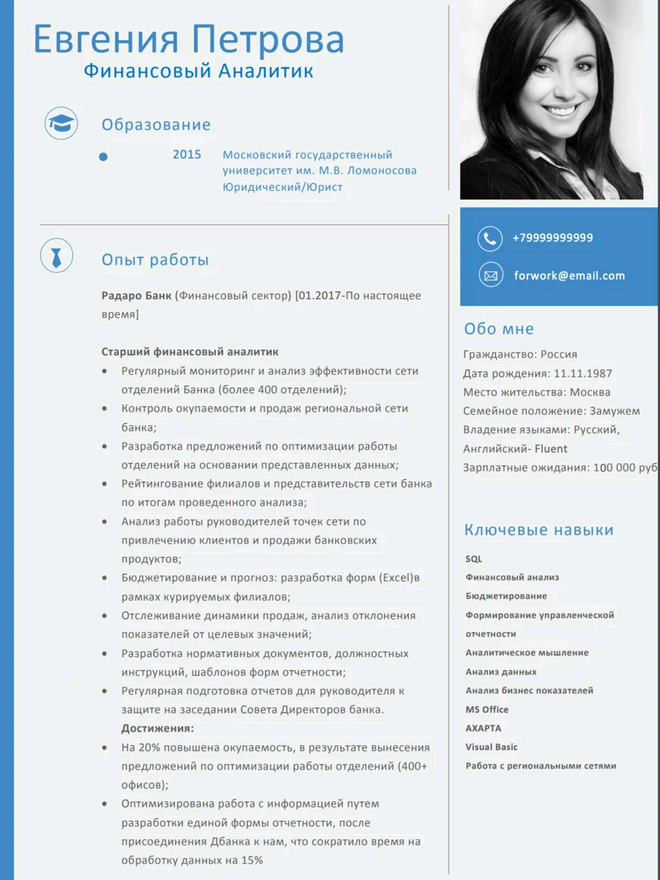 Евгения Петрова
Финансовый Аналитик
Образование
2015 Московский государственный
университет им. М.В. Ломоносова
Юридический/Юрист
Опыт работы
Радаро Банк (Финансовый сектор) [01.2017-По настоящее
время]
Старший финансовый аналитик
• Регулярный мониторинг и анализ эффективности сети
отделений Банка (более 400 отделений);
• Контроль окупаемости и продаж региональной сети
банка;
• Разработка предложений по оптимизации работы
отделений на основании представленных данных;
• Рейтингование филиалов и представительств сети банка
по итогам проведенного анализа;
• Анализ работы руководителей точек сети по
привлечению клиентов и продажи банковских
продуктов;
• Бюджетирование и прогноз: разработка форм (Excel)в
рамках курируемых филиалов;
• Отслеживание динамики продаж, анализ отклонения
показателей от целевых значений;
• Разработка нормативных документов, должностных
инструкций, шаблонов форм отчетности;
• Регулярная подготовка отчетов для руководителя к
защите на заседании Совета Директоров банка.
Достижения:
• На 20% повышена окупаемость, в результате вынесения
предложений по оптимизации работы отделений (400+
офисов);
• Оптимизирована работа с информацией путем
разработки единой формы отчетности, после
присоединения Дбанка к нам, что сократило время на
обработку данных на 15%
+79999999999
forwork@email.com
Обо мне
Гражданство: Россия
Дата рождения: 11.11.1987
Место жительства: Москва
Семейное положение: Замужем
Владение языками: Русский,
Английский- Fluent
Зарплатные ожидания: 100 000 руб
Ключевые навыки
SQL
Финансовый анализ
Бюджетирование
Формирование управленческой
отчетности
Аналитическое мышление
Анализ данных
Анализ бизнес показателей
MS Office
АХАРТА
Visual Basic
Работа с региональными сетями